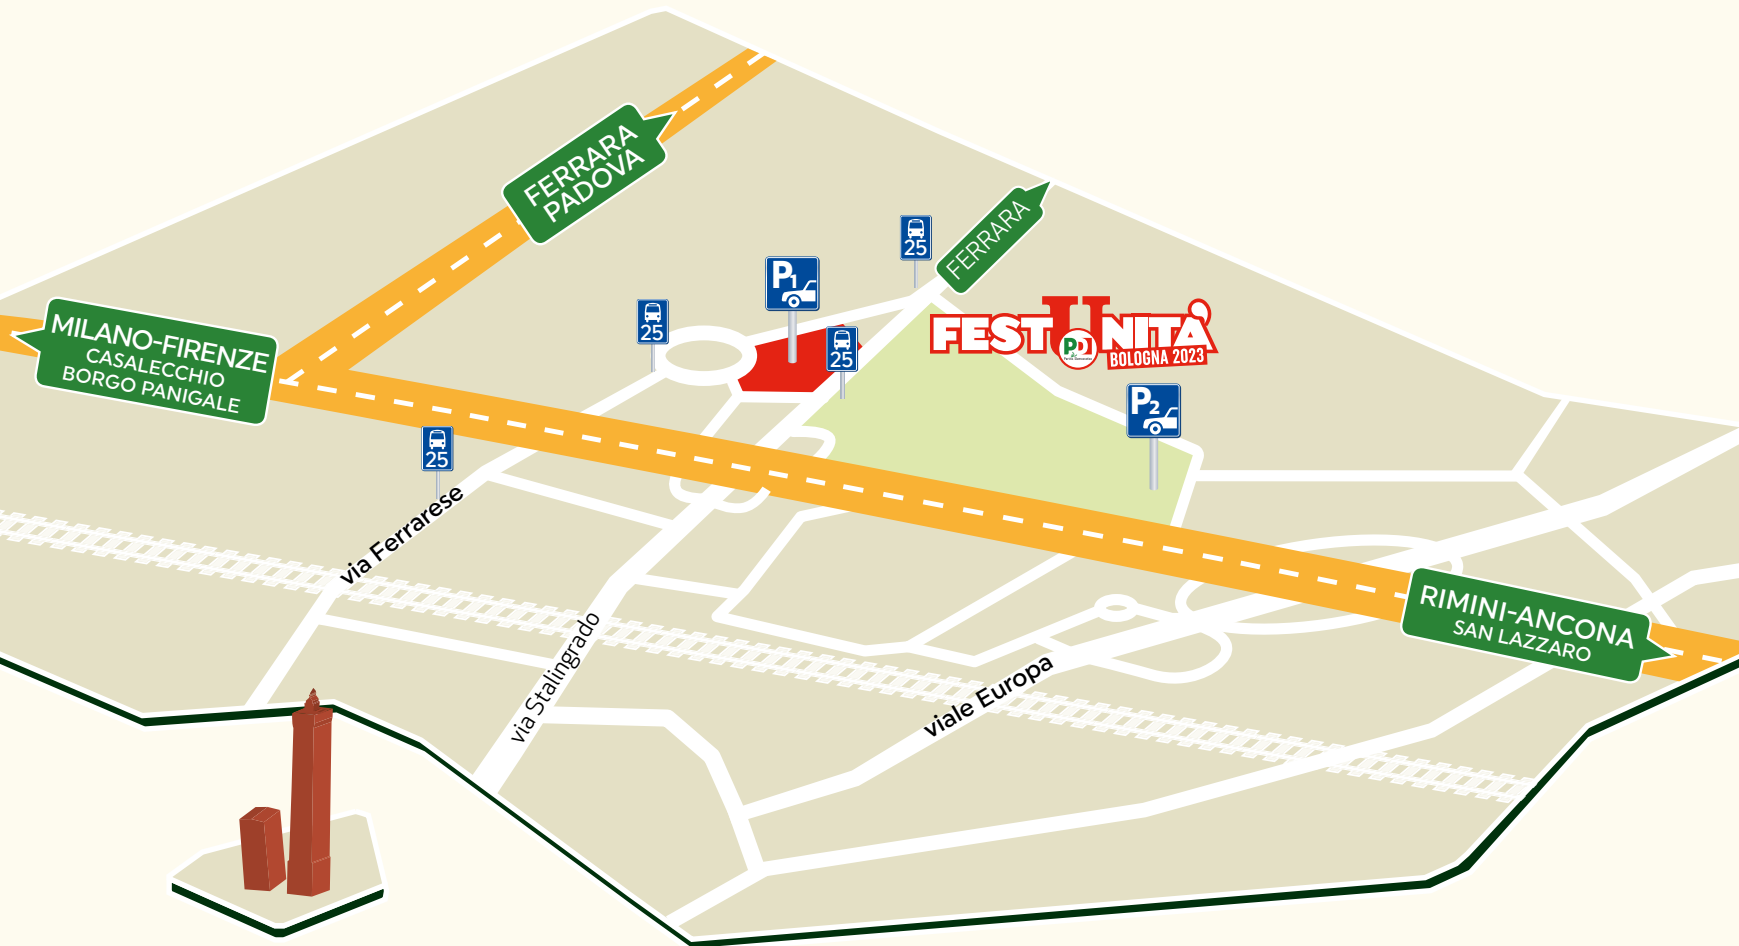 FERRARA
PADOVA
FERRARA
25
P1
25
25
25
MILANO-FIRENZE
CASALECCHIO
BORGO PANIGALE
FESTUNITÀ
PD
BOLOGNA 2023
P2
via Ferrarese
via Stalingrado
viale Europa
RIMINI-ANCONA
SAN LAZZARO